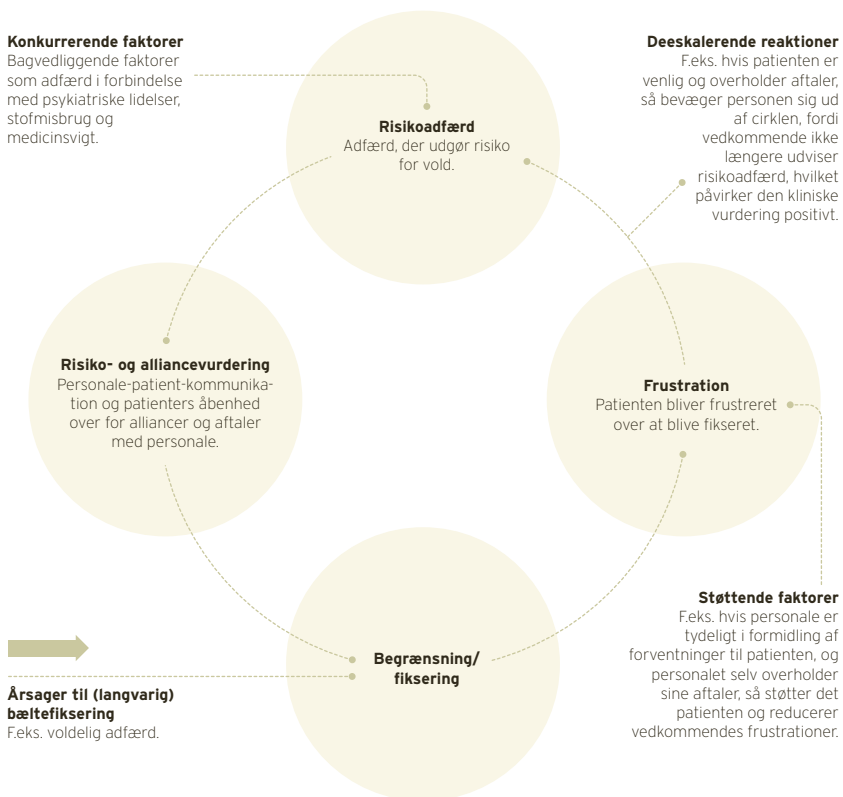 Konkurrerende faktorer
Bagvedliggende faktorer
som adfærd i forbindelse
med psykiatriske lidelser,
stofmisbrug og
medicinsvigt.
Deeskalerende reaktioner
F.eks. hvis patienten er
venlig og overholder aftaler,
så bevæger personen sig ud
af cirklen, fordi
vedkommende ikke
længere udviser
risikoadfærd, hvilket
påvirker den kliniske
vurdering positivt.
Risikoadfærd
Adfærd, der udgør risiko
for vold.
Risiko- og alliancevurdering
Personale-patient-kommunika-
tion og patienters åbenhed
over for alliancer og aftaler
med personale.
Frustration
Patienten bliver frustreret
over at blive fikseret.
Begrænsning/
fiksering
Årsager til (langvarig)
bæltefiksering
F.eks. voldelig adfærd.
Støttende faktorer
F.eks. hvis personale er
tydeligt i formidling af
forventninger til patienten, og
personalet selv overholder
sine aftaler, så støtter det
patienten og reducerer
vedkommendes frustrationer.